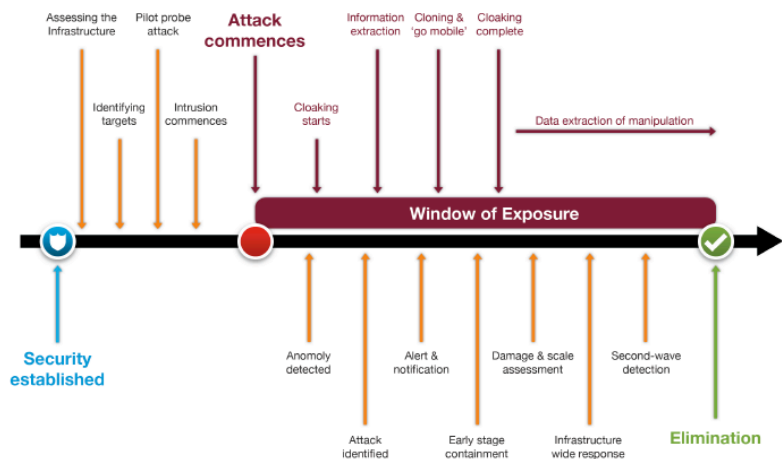 Assessing the
Infrastructure
Pilot probe
attack
Attack
commences
Information
extraction
Cloning &
'go mobile'
Cloaking
complete
Identifying
targets
Intrusion
commences
Cloaking
starts
Data extraction of manipulation
Window of Exposure
Security
established
Anomoly
detected
Alert &
notification
Damage & scale
assessment
Second-wave
detection
Attack
identified
Early stage
containment
Infrastructure
wide response
Elimination